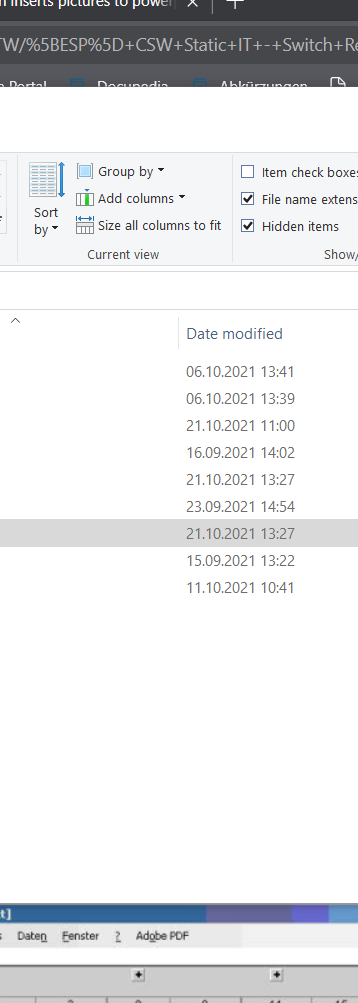 inserts pictures to power
TW/%5BESP%5D+CSW+Static+IT+-+Switch+Re
Portal Docupedia Abkürzungen
Group by
Item check boxes
Add columns
File name extens
Sort by
Size all columns to fit
Hidden items
Current view
Show/
Date modified
06.10.2021 13:41
06.10.2021 13:39
21.10.2021 11:00
16.09.2021 14:02
21.10.2021 13:27
23.09.2021 14:54
21.10.2021 13:27
15.09.2021 13:22
11.10.2021 10:41
t]
Daten Fenster ? Adobe PDF